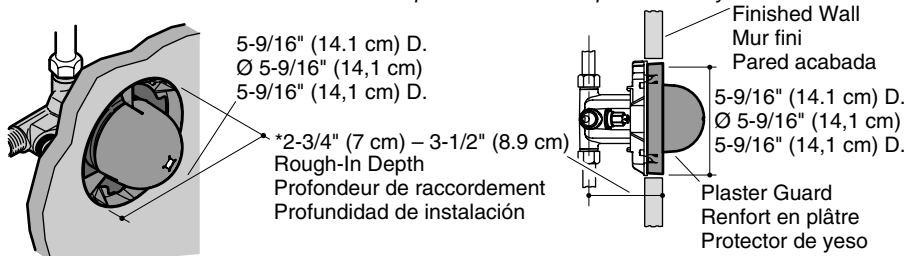 5-9/16" (14.1 cm) D.
Ø 5-9/16" (14,1 cm)
5-9/16" (14,1 cm) D.
*2-3/4" (7 cm) – 3-1/2" (8.9 cm)
Rough-In Depth
Profondeur de raccordement
Profundidad de instalación
Finished Wall
Mur fini
Pared acabada
5-9/16" (14.1 cm) D.
Ø 5-9/16" (14,1 cm)
5-9/16" (14,1 cm) D.
Plaster Guard
Renfort en plâtre
Protector de yeso